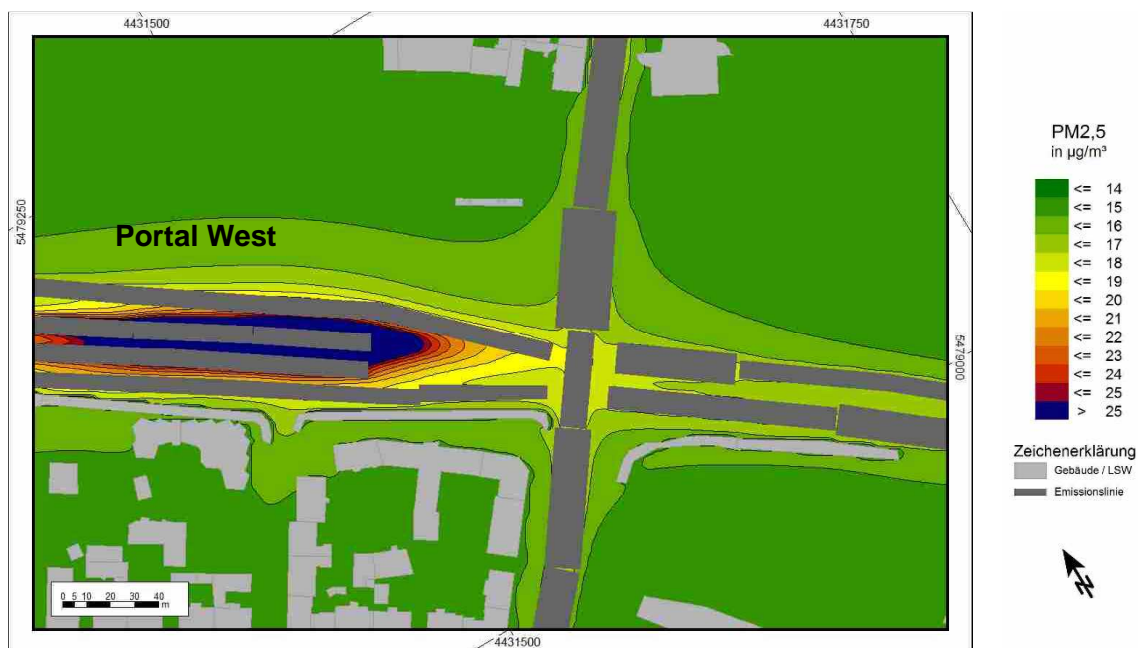 4431500
4431750
5479250
Portal West
5479000
0 5 10 20 30 40
m
4431500
PM2,5
in µg/m³
<= 14
<= 15
<= 16
<= 17
<= 18
<= 19
<= 20
<= 21
<= 22
<= 23
<= 24
<= 25
> 25
Zeichenerklärung
Gebäude / LSW
Emissionslinie
N